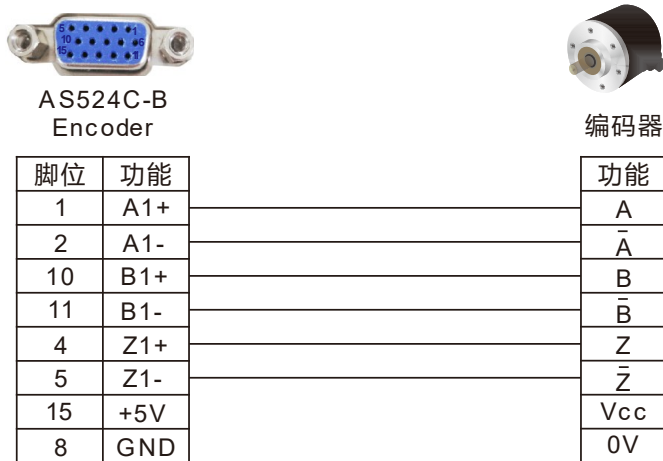 5 1
10 6
15 11
AS524C-B
Encoder
编码器
脚位 功能 功能
1 A1+ A
2 A1- A̅
10 B1+ B
11 B1- B̅
4 Z1+ Z
5 Z1- Z̅
15 +5V Vcc
8 GND 0V